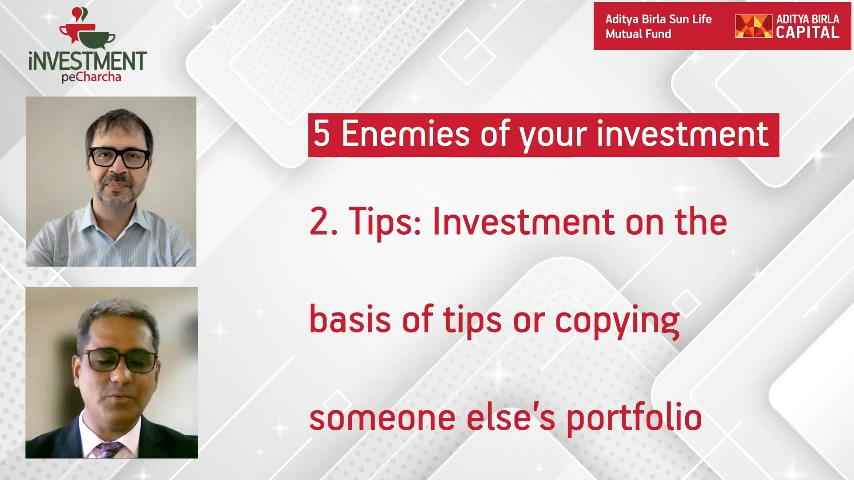 iNVESTMENT
peCharcha
Aditya Birla Sun Life
Mutual Fund
ADITYA BIRLA
CAPITAL
5 Enemies of your investment
2. Tips: Investment on the
basis of tips or copying
someone else's portfolio